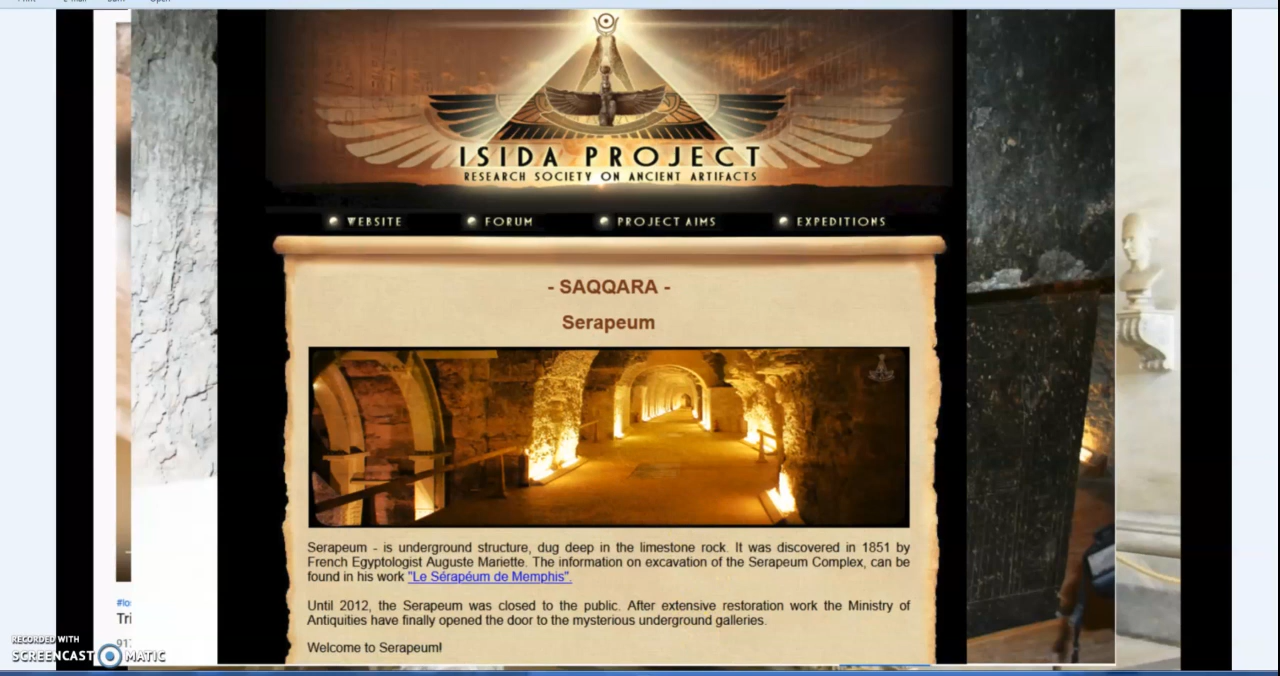 ISIDA PROJECT
RESEARCH SOCIETY ON ANCIENT ARTIFACTS
WEBSITE FORUM PROJECT AIMS EXPEDITIONS
- SAQQARA -
Serapeum
Serapeum - is underground structure, dug deep in the limestone rock. It was discovered in 1851 by
French Egyptologist Auguste Mariette. The information on excavation of the Serapeum Complex, can be
found in his work "Le Sérapéum de Memphis".
Until 2012, the Serapeum was closed to the public. After extensive restoration work the Ministry of
Antiquities have finally opened the door to the mysterious underground galleries.
Welcome to Serapeum!
#lo
Tri
RECORDED WITH
SCREENCAST MATIC